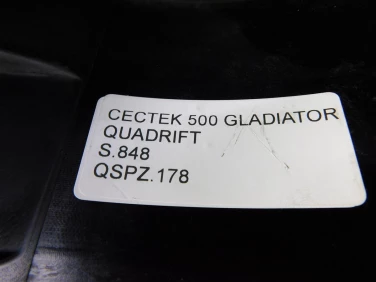 CECTEK 500 GLADIATOR
QUADRIFT
S.848
QSPZ.178